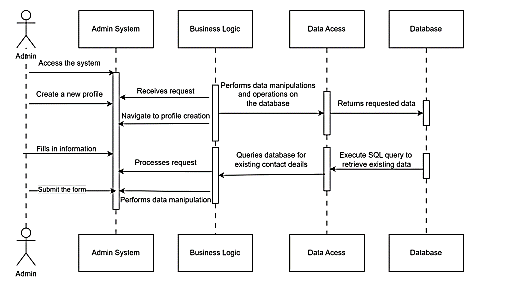 Admin System
Business Logic
Data Acess
Database
Admin
Access the system
Create a new profile
Receives request
Performs data manipulations
and operations on
the database
Returns requested data
Navigate to profile creation
Fills in information
Processes request
Queries database for
existing contact deails
Execute SQL query to
retrieve existing data
Submit the form
Performs data manipulation
Admin
Admin System
Business Logic
Data Acess
Database